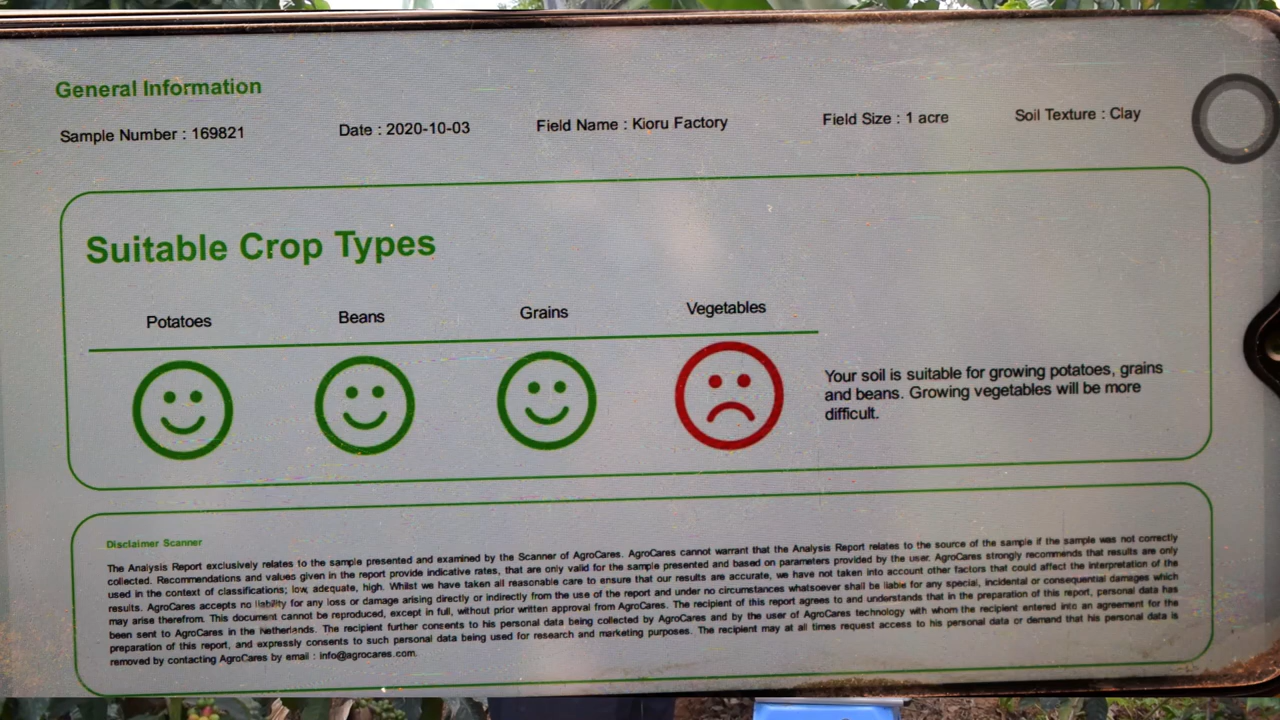 General Information
Sample Number : 169821 Date : 2020-10-03 Field Name : Kioru Factory Field Size : 1 acre Soil Texture : Clay
Suitable Crop Types
Potatoes Beans Grains Vegetables
Your soil is suitable for growing potatoes, grains
and beans. Growing vegetables will be more
difficult.
Disclaimer Scanner
The Analysis Report exclusively relates to the sample presented and examined by the Scanner of AgroCares. AgroCares cannot warrant that the Analysis Report relates to the source of the sample if the sample was not correctly
collected. Recommendations and values given in the report provide indicative rates, that are only valid for the sample presented and based on parameters provided by the user. AgroCares strongly recommends that results are only
used in the context of classifications; low, adequate, high. Whilst we have taken all reasonable care to ensure that our results are accurate, we have not taken into account other factors that could affect the interpretation of the
results. AgroCares accepts no liability for any loss or damage arising directly or indirectly from the use of the report and under no circumstances whatsoever shall be liable for any special, incidental or consequential damages which
may arise therefrom. This document cannot be reproduced, except in full, without prior written approval from AgroCares. The recipient of this report agrees to and understands that in the preparation of this report, personal data has
been sent to AgroCares in the Netherlands. The recipient further consents to his personal data being collected by AgroCares and by the user of AgroCares technology with whom the recipient entered into an agreement for the
preparation of this report, and expressly consents to such personal data being used for research and marketing purposes. The recipient may at all times request access to his personal data or demand that his personal data is
removed by contacting AgroCares by email : info@agrocares.com.